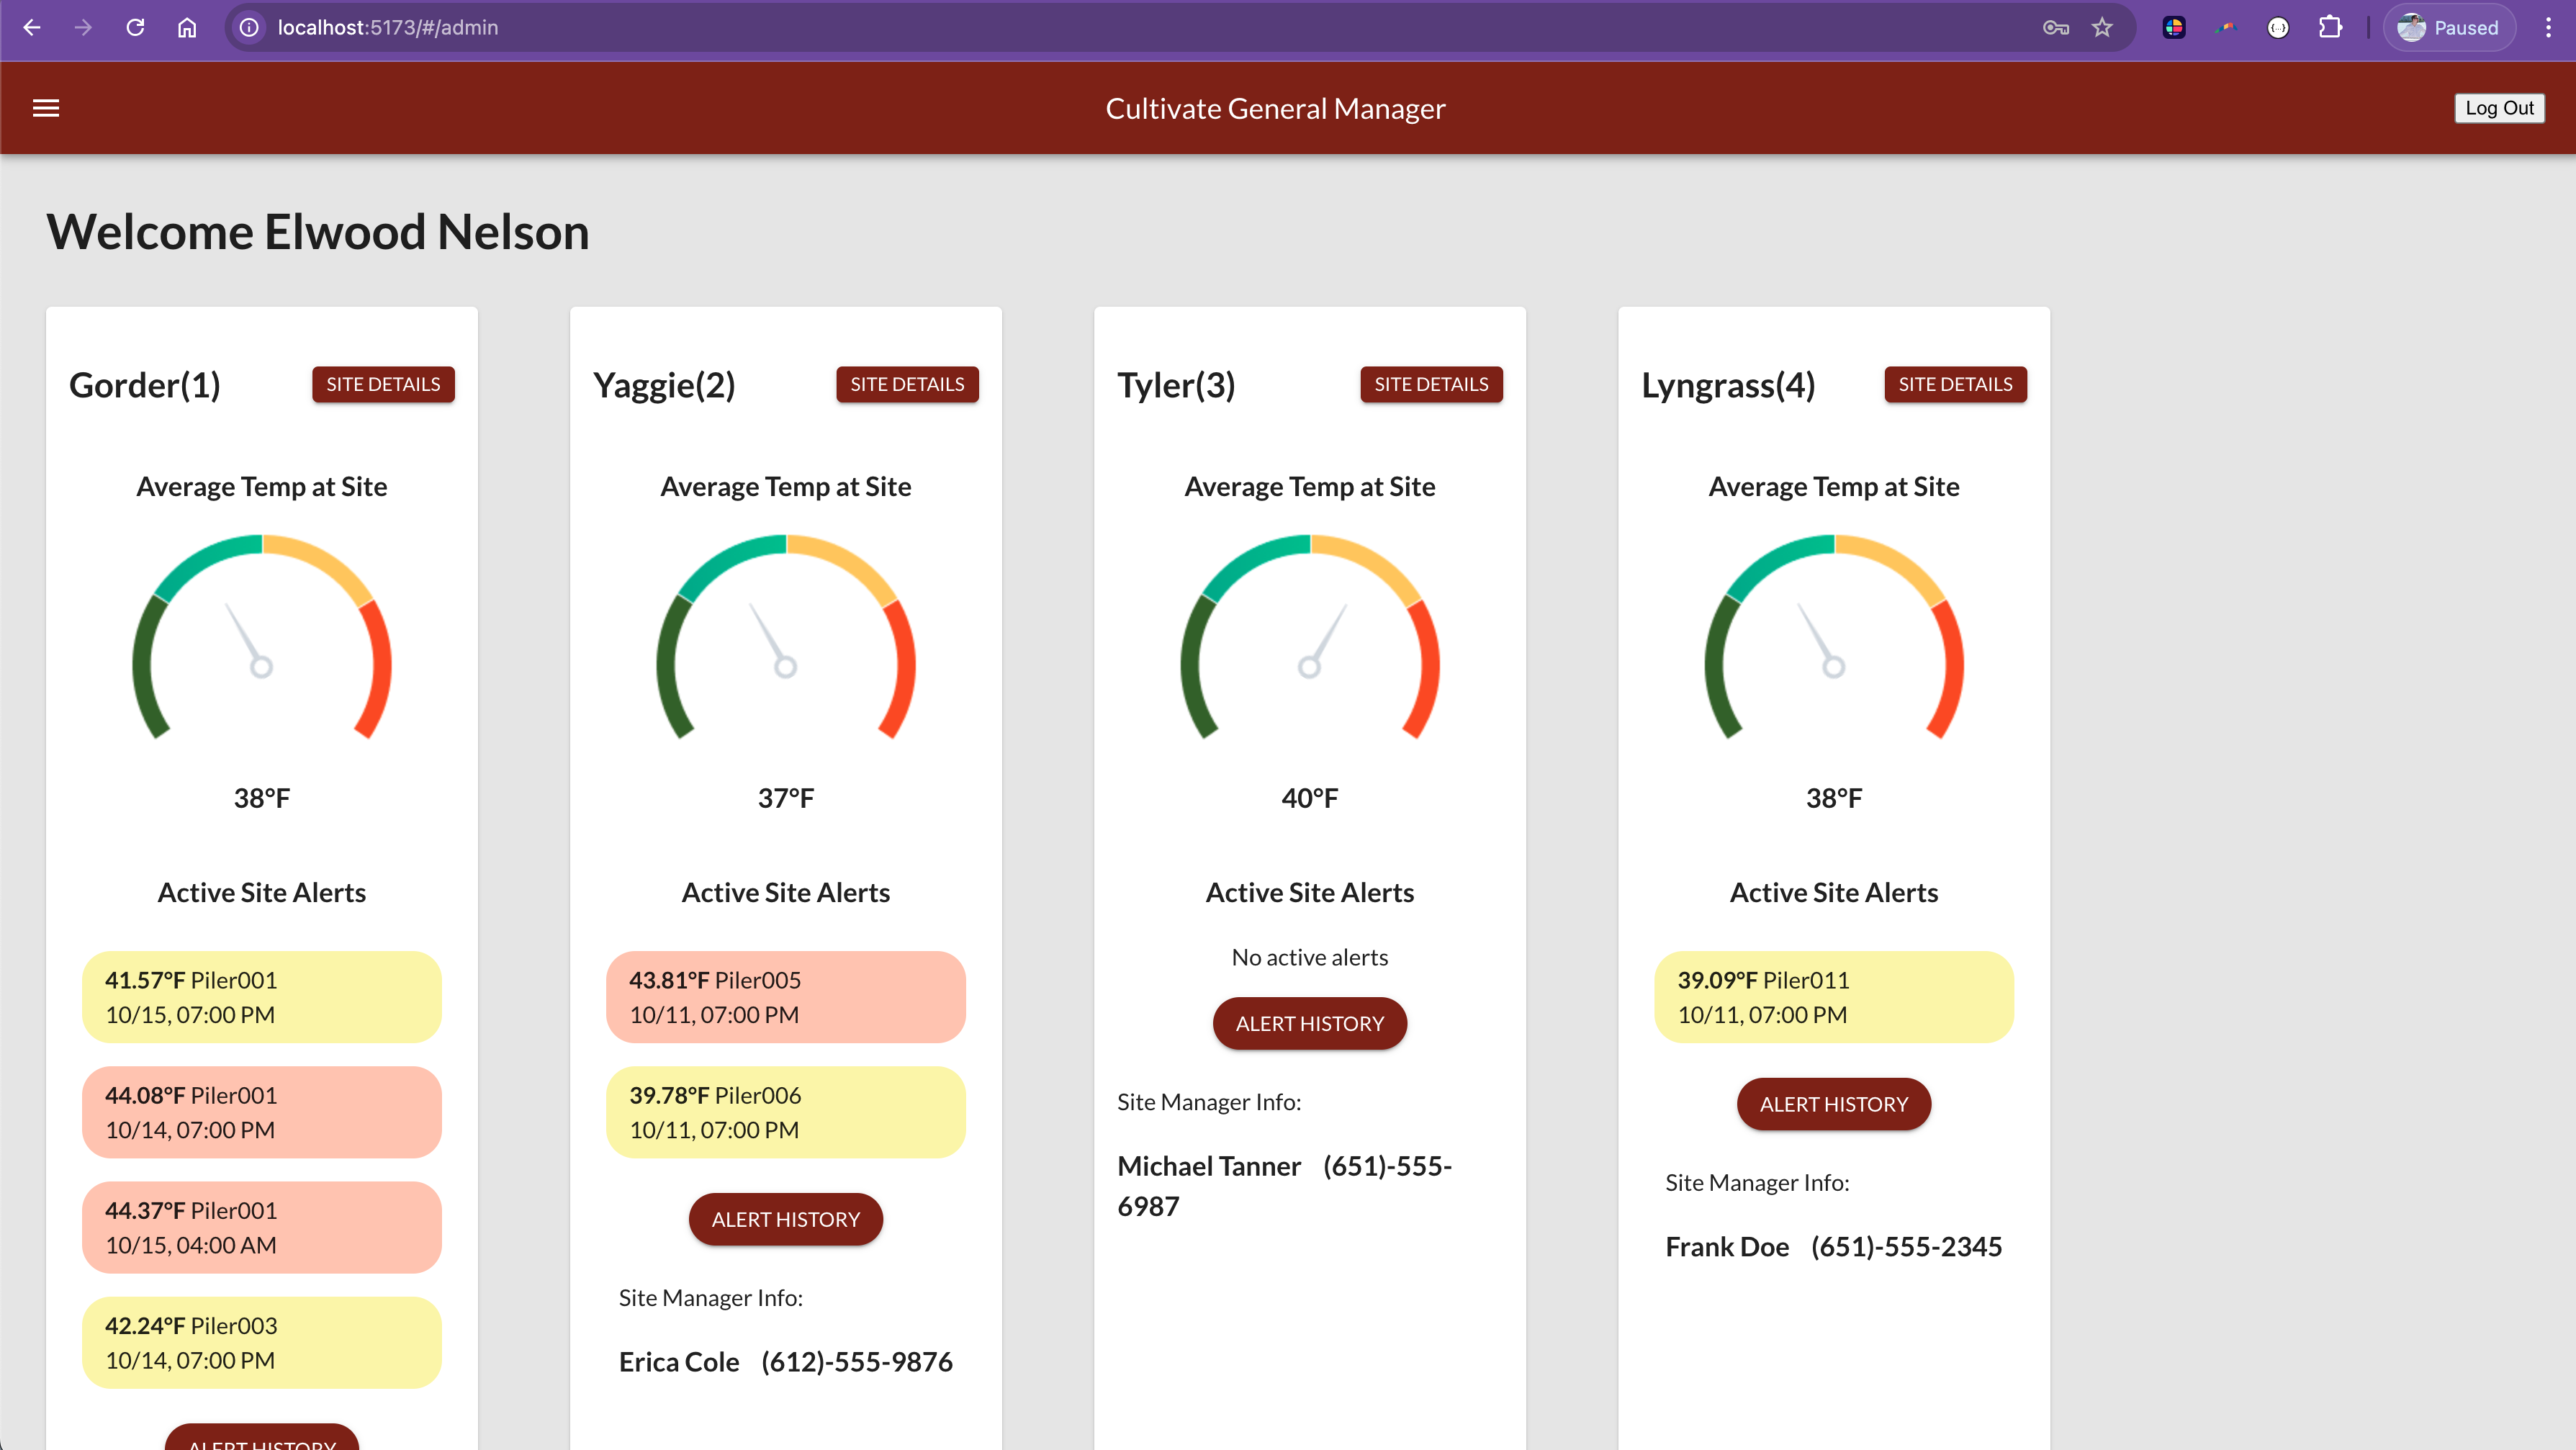 localhost:5173/#/admin
Paused
Cultivate General Manager
Log Out
Welcome Elwood Nelson
Gorder(1)
SITE DETAILS
Average Temp at Site
38°F
Active Site Alerts
41.57°F Piler001
10/15, 07:00 PM
44.08°F Piler001
10/14, 07:00 PM
44.37°F Piler001
10/15, 04:00 AM
42.24°F Piler003
10/14, 07:00 PM
ALERT HISTORY
Yaggie(2)
SITE DETAILS
Average Temp at Site
37°F
Active Site Alerts
43.81°F Piler005
10/11, 07:00 PM
39.78°F Piler006
10/11, 07:00 PM
ALERT HISTORY
Site Manager Info:
Erica Cole (612)-555-9876
Tyler(3)
SITE DETAILS
Average Temp at Site
40°F
Active Site Alerts
No active alerts
ALERT HISTORY
Site Manager Info:
Michael Tanner (651)-555-
6987
Lyngrass(4)
SITE DETAILS
Average Temp at Site
38°F
Active Site Alerts
39.09°F Piler011
10/11, 07:00 PM
ALERT HISTORY
Site Manager Info:
Frank Doe (651)-555-2345